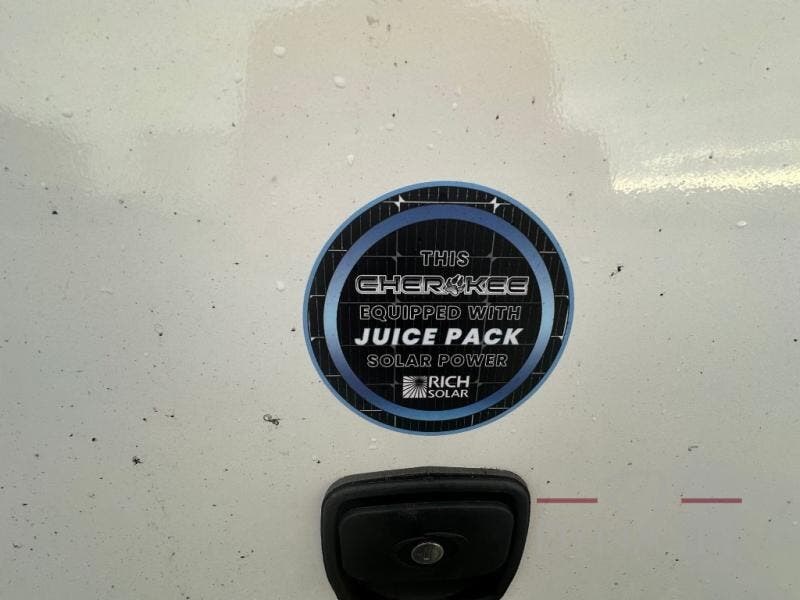 THIS
CHEROKEE
EQUIPPED WITH
JUICE PACK
SOLAR POWER
RICH
SOLAR